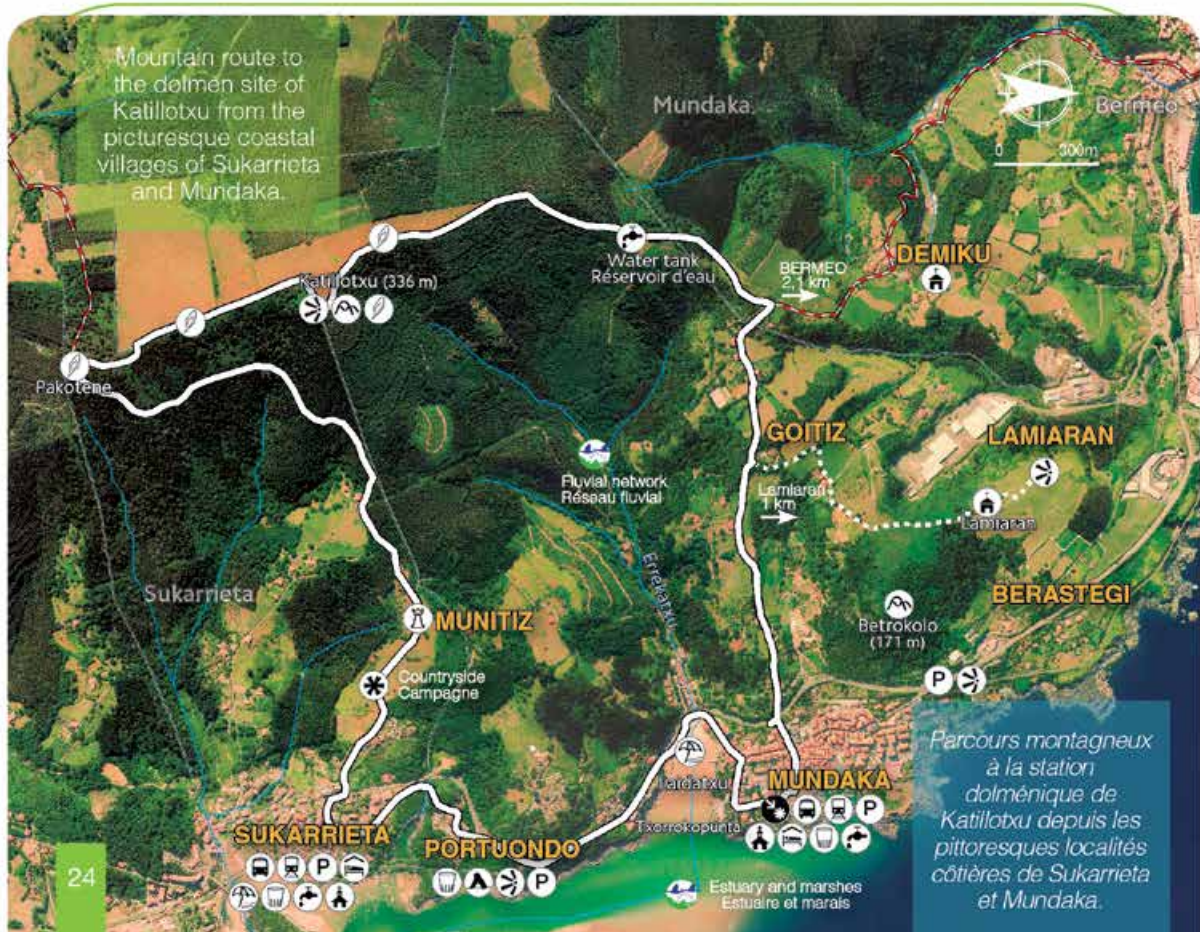 Mountain route to
the dolmen site of
Katillotxu from the
picturesque coastal
villages of Sukarrieta
and Mundaka.
Mundaka
Bermeo
0 300m
DEMIKU
Water tank
Réservoir d'eau
BERMEO
2,1 km
Katillotxu (336 m)
Pakotene
GOITIZ
LAMIARAN
Fluvial network
Réseau fluvial
Lamiaran
1 km
Lamiaran
Errekatxu
Sukarrieta
MUNITIZ
BERASTEGI
Betrokolo
(171 m)
Countryside
Campagne
P
Laidatxu
MUNDAKA
P
Txorrokopunta
SUKARRIETA
P
PORTUONDO
P
Estuary and marshes
Estuaire et marais
Parcours montagneux
à la station
dolménique de
Katillotxu depuis les
pittoresques localités
côtières de Sukarrieta
et Mundaka.
24